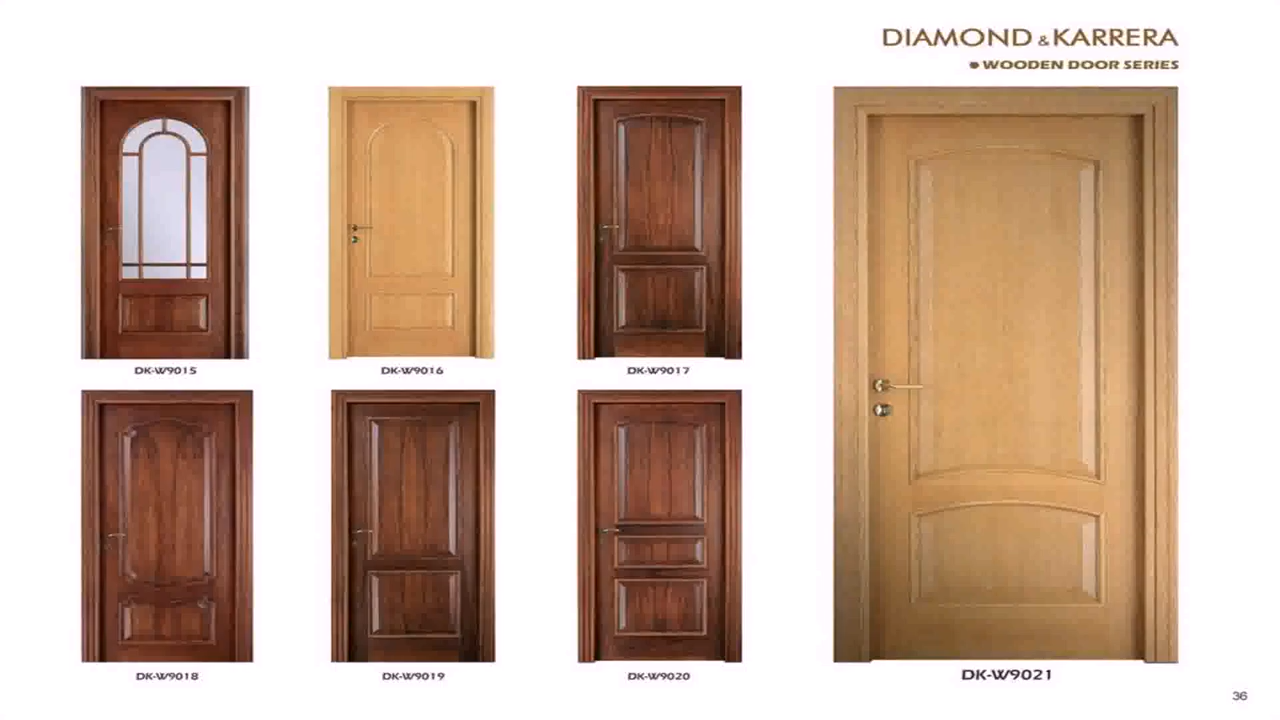 DIAMOND & KARRERA
WOODEN DOOR SERIES
DK-W9015
DK-W9016
DK-W9017
DK-W9018
DK-W9019
DK-W9020
DK-W9021
36